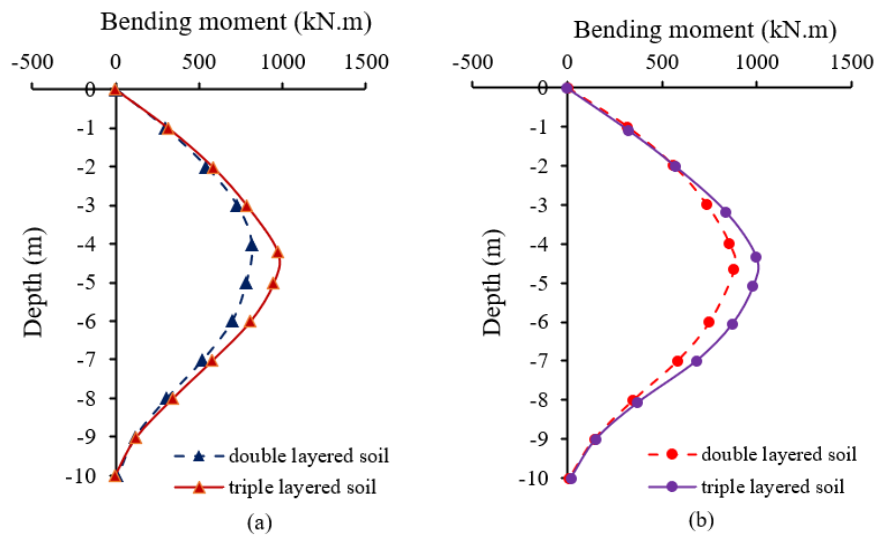 Bending moment (kN.m)
-500 0 500 1000 1500
0
-1
-2
-3
-4
-5
-6
-7
-8
-9
-10
Depth (m)
double layered soil
triple layered soil
(a)
Bending moment (kN.m)
-500 0 500 1000 1500
0
-1
-2
-3
-4
-5
-6
-7
-8
-9
-10
Depth (m)
double layered soil
triple layered soil
(b)